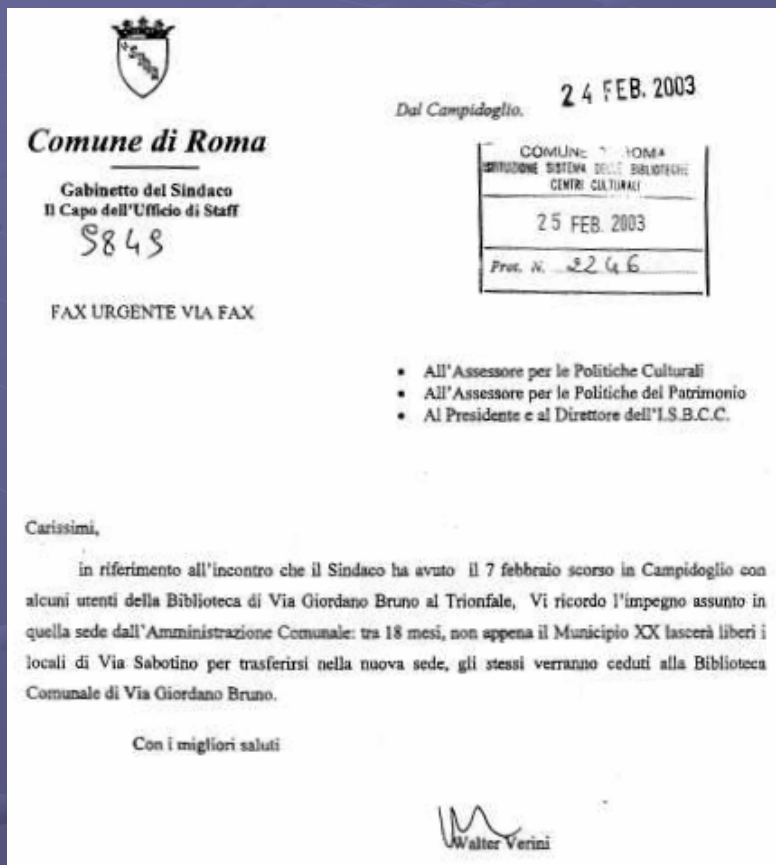 Comune di Roma
Gabinetto del Sindaco
Il Capo dell'Ufficio di Staff
5845
FAX URGENTE VIA FAX
Dal Campidoglio,
24 FEB. 2003
COMUNE ROMA
ISTITUZIONE SISTEMA DELLE BIBLIOTECHE
CENTRI CULTURALI
25 FEB. 2003
Prot. N. 2246
• All'Assessore per le Politiche Culturali
• All'Assessore per le Politiche del Patrimonio
• Al Presidente e al Direttore dell'I.S.B.C.C.
Carissimi,
in riferimento all'incontro che il Sindaco ha avuto il 7 febbraio scorso in Campidoglio con
alcuni utenti della Biblioteca di Via Giordano Bruno al Trionfale, Vi ricordo l'impegno assunto in
quella sede dall'Amministrazione Comunale: tra 18 mesi, non appena il Municipio XX lascerà liberi i
locali di Via Sabotino per trasferirsi nella nuova sede, gli stessi verranno ceduti alla Biblioteca
Comunale di Via Giordano Bruno.
Con i migliori saluti
Walter Verini